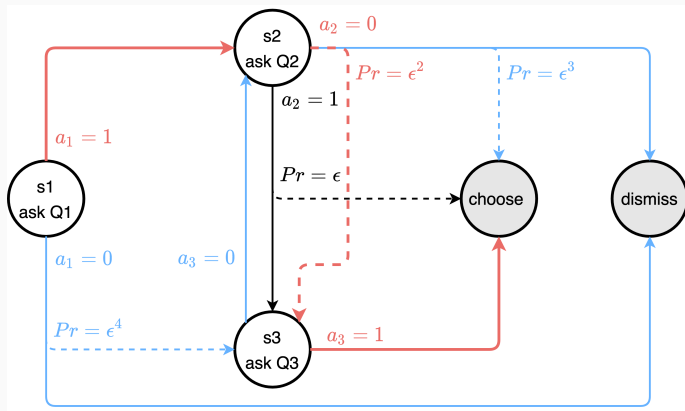 s2
ask Q2
a₂ = 0
Pr = ϵ²
Pr = ϵ³
a₂ = 1
a₁ = 1
s1
ask Q1
Pr = ϵ
choose
dismiss
a₁ = 0
a₃ = 0
Pr = ϵ⁴
s3
ask Q3
a₃ = 1